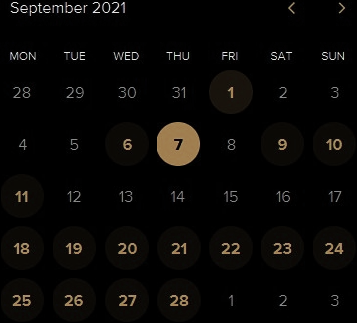 September 2021
MON TUE WED THU FRI SAT SUN
28 29 30 31 1 2 3
4 5 6 7 8 9 10
11 12 13 14 15 16 17
18 19 20 21 22 23 24
25 26 27 28 1 2 3